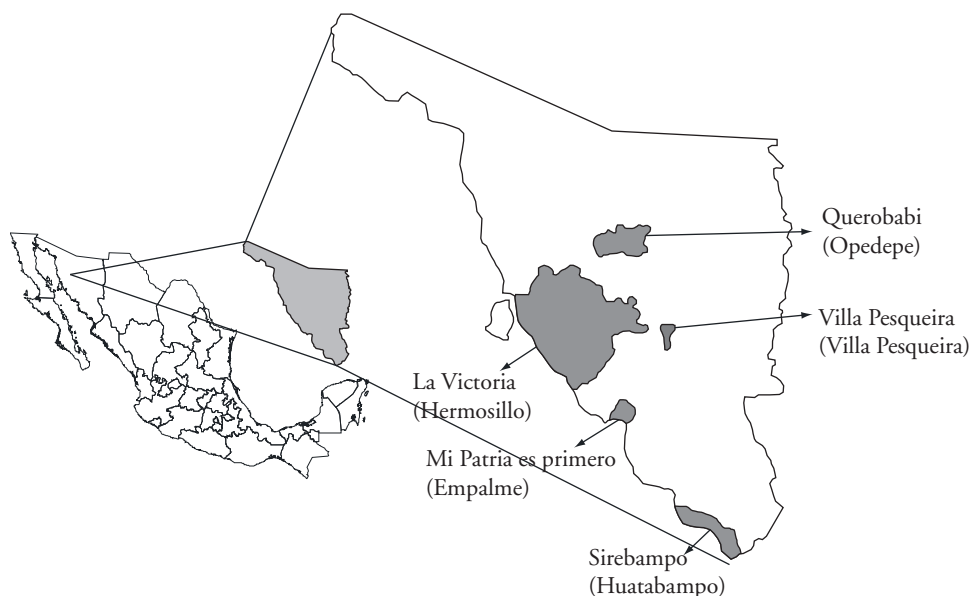 Querobabi
(Opedepe)
Villa Pesqueira
(Villa Pesqueira)
La Victoria
(Hermosillo)
Mi Patria es primero
(Empalme)
Sirebampo
(Huatabampo)